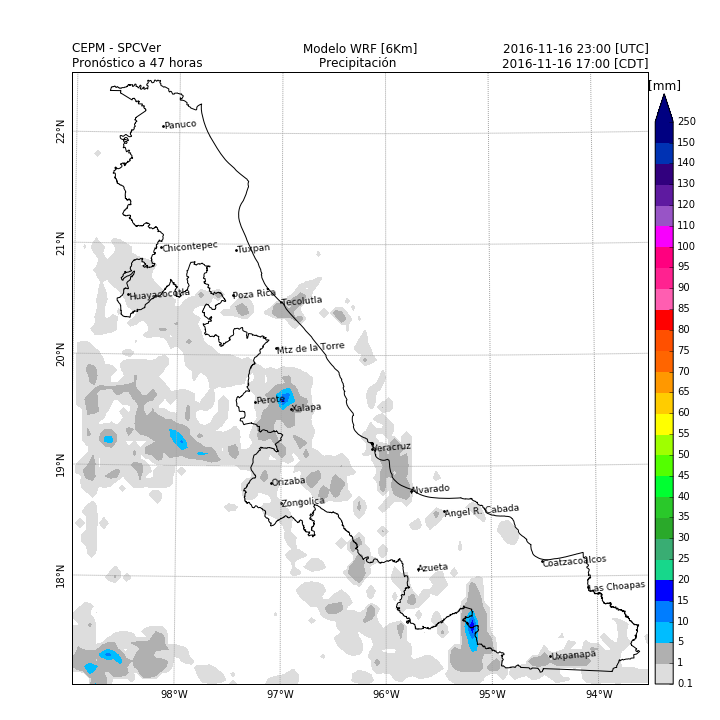 CEPM - SPCVer
Modelo WRF [6Km]
2016-11-16 23:00 [UTC]
Pronóstico a 47 horas
Precipitación
2016-11-16 17:00 [CDT]
[mm]
250
150
140
130
120
110
100
95
90
85
80
75
70
65
60
55
50
45
40
35
30
25
20
15
10
5
1
0.1
22°N
21°N
20°N
19°N
18°N
98°W
97°W
96°W
95°W
94°W
Panuco
Chicontepec
Tuxpan
Huayacocotla
Poza Rica
Tecolutla
Mtz de la Torre
Perote
Xalapa
Veracruz
Orizaba
Alvarado
Zongolica
Angel R. Cabada
Azueta
Coatzacoalcos
Las Choapas
Uxpanapa